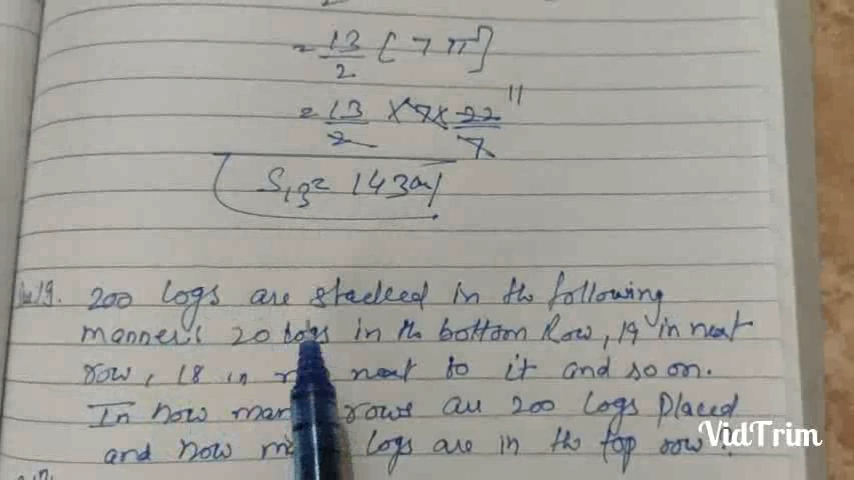 = 13/2 [7π]
= 13/2 × 7 × 22/7 11
S13 = 143cm
19. 200 logs are stacked in the following
manner: 20 logs in the bottom Row, 19 in next
row, 18 in next to it and so on.
In how many rows are 200 logs placed
and how logs are in the top row?
VidTrim